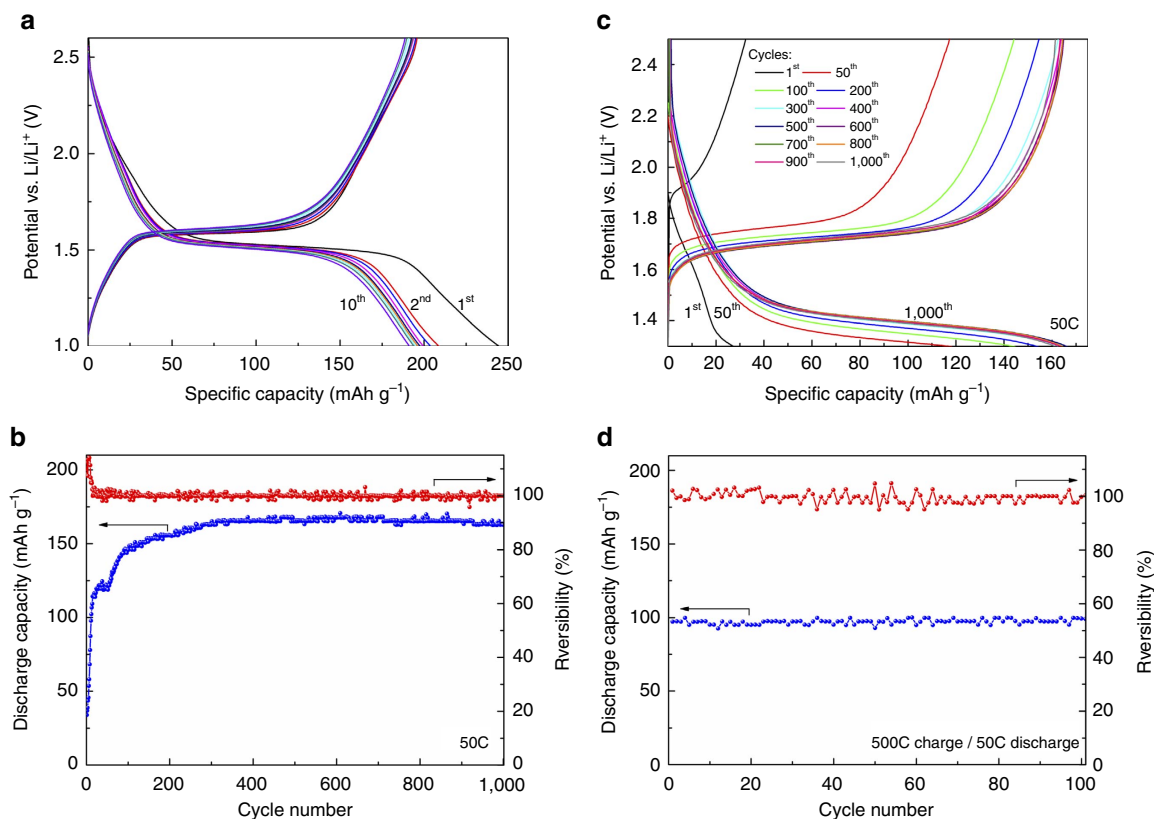 a
2.6
2.0
1.5
1.0
Potential vs. Li/Li⁺ (V)
10ᵗʰ
2ⁿᵈ
1ˢᵗ
0
50
100
150
200
250
Specific capacity (mAh g⁻¹)
c
2.4
2.2
2.0
1.8
1.6
1.4
Potential vs. Li/Li⁺ (V)
Cycles:
1ˢᵗ 50ᵗʰ
100ᵗʰ 200ᵗʰ
300ᵗʰ 400ᵗʰ
500ᵗʰ 600ᵗʰ
700ᵗʰ 800ᵗʰ
900ᵗʰ 1,000ᵗʰ
1ˢᵗ
50ᵗʰ
1,000ᵗʰ
50C
0 20 40 60 80 100 120 140 160
Specific capacity (mAh g⁻¹)
b
200
150
100
50
0
Discharge capacity (mAh g⁻¹)
100
80
60
40
20
0
Rversibility (%)
50C
0 200 400 600 800 1,000
Cycle number
d
200
150
100
50
0
Discharge capacity (mAh g⁻¹)
100
80
60
40
20
0
Rversibility (%)
500C charge / 50C discharge
0 20 40 60 80 100
Cycle number